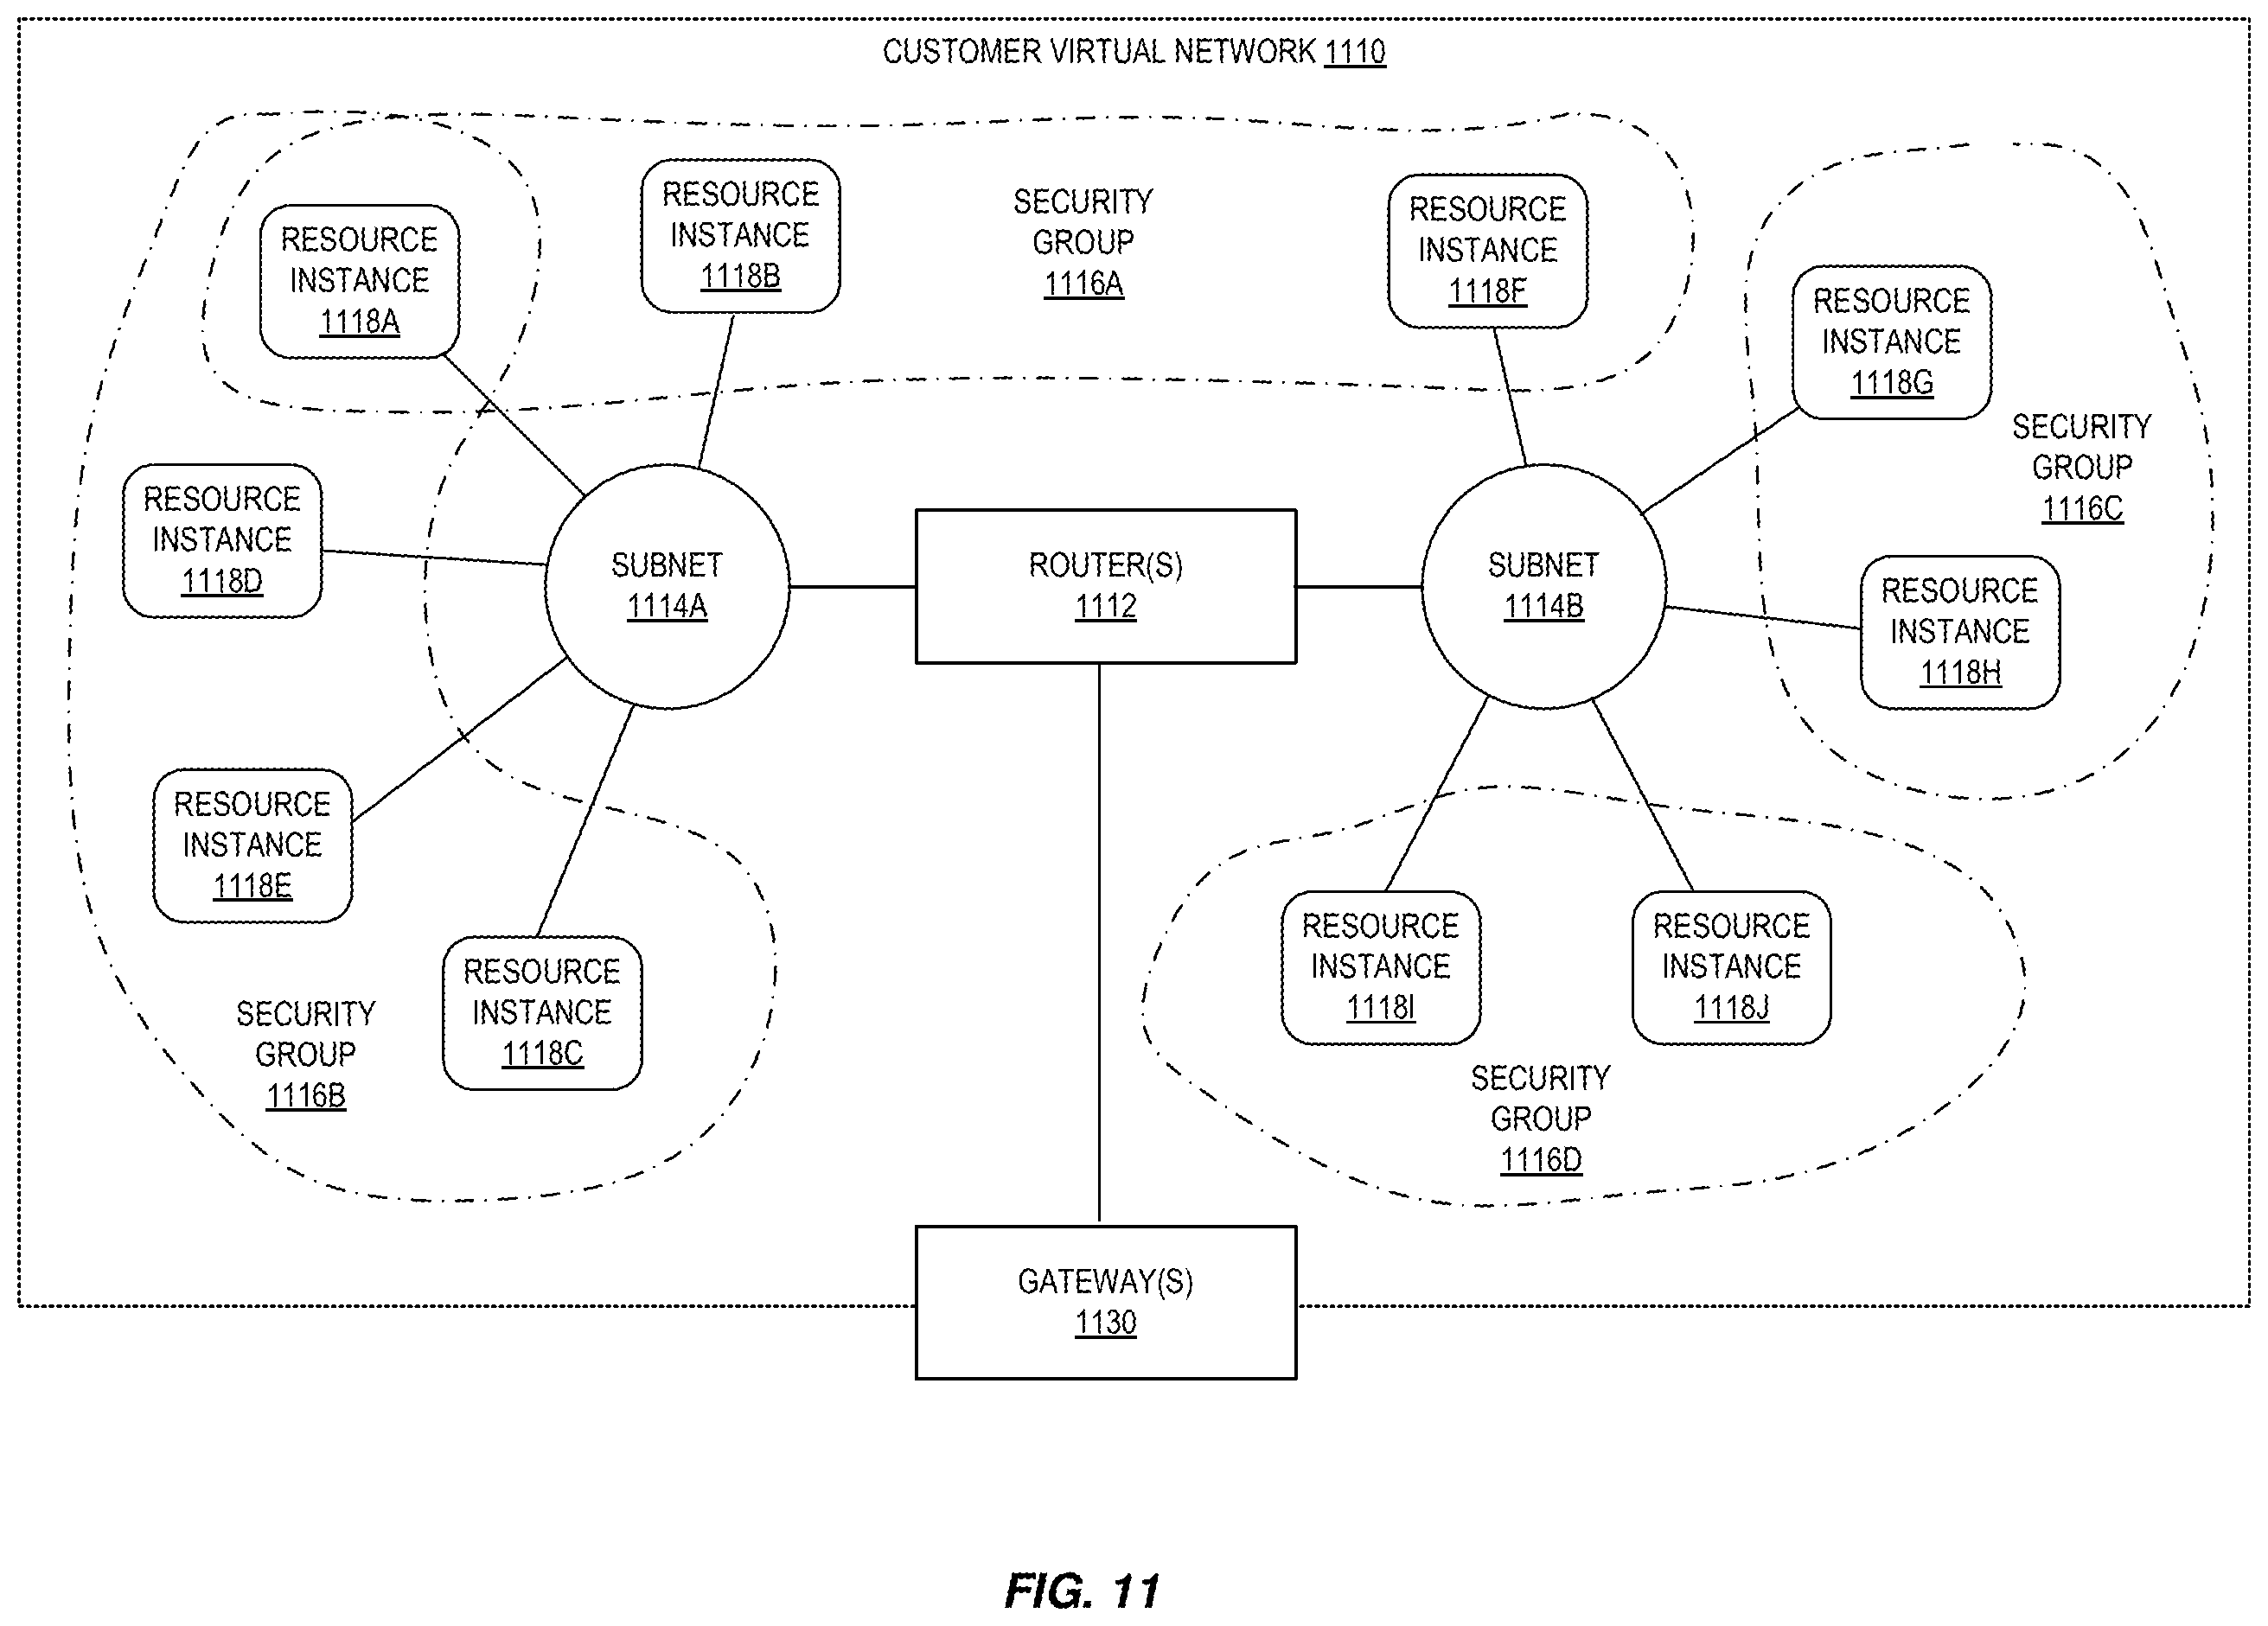 CUSTOMER VIRTUAL NETWORK 1110
RESOURCE
INSTANCE
1118A
RESOURCE
INSTANCE
1118B
SECURITY
GROUP
1116A
RESOURCE
INSTANCE
1118F
RESOURCE
INSTANCE
1118G
SECURITY
GROUP
1116C
RESOURCE
INSTANCE
1118D
SUBNET
1114A
ROUTER(S)
1112
SUBNET
1114B
RESOURCE
INSTANCE
1118H
RESOURCE
INSTANCE
1118E
RESOURCE
INSTANCE
1118C
SECURITY
GROUP
1116B
RESOURCE
INSTANCE
1118I
RESOURCE
INSTANCE
1118J
SECURITY
GROUP
1116D
GATEWAY(S)
1130
FIG. 11